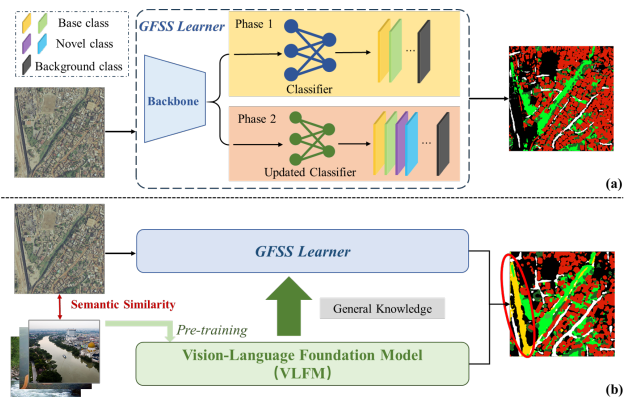 Base class
Novel class
Background class
GFSS Learner
Backbone
Phase 1
...
Classifier
Phase 2
...
Updated Classifier
(a)
GFSS Learner
Semantic Similarity
General Knowledge
Pre-training
Vision-Language Foundation Model
(VLFM)
(b)